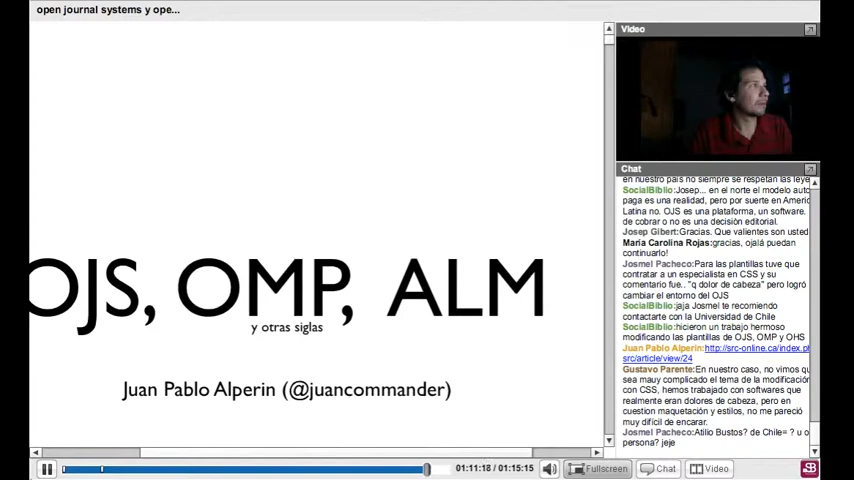 open journal systems y ope...
OJS, OMP, ALM
y otras siglas
Juan Pablo Alperin (@juancommander)
Video
Chat
en nuestro país no siempre se respetan las leye
SocialBiblio:Josep... en el norte el modelo auto
paga es una realidad, pero por suerte en Americ
Latina no. OJS es una plataforma, un software.
de cobrar o no es una decisión editorial.
Josep Gibert:Gracias. Que valientes son usted
Maria Carolina Rojas:gracias, ojalá puedan
continuarlo!
Josmel Pacheco:Para las plantillas tuve que
contratar a un especialista en CSS y su
comentario fue.. "q dolor de cabeza" pero logró
cambiar el entorno del OJS
SocialBiblio:jaja Josmel te recomiendo
contactarte con la Universidad de Chile
SocialBiblio:hicieron un trabajo hermoso
modificando las plantillas de OJS, OMP y OHS
Juan Pablo Alperin:http://src-online.ca/index.ph
src/article/view/24
Gustavo Parente:En nuestro caso, no vimos qu
sea muy complicado el tema de la modificación
con CSS, hemos trabajado con softwares que
realmente eran dolores de cabeza, pero en
cuestion maquetación y estilos, no me pareció
muy difícil de encarar.
Josmel Pacheco:Atilio Bustos? de Chile= ? u o
persona? jeje
01:11:18 / 01:15:15
Fullscreen
Chat
Video
SB